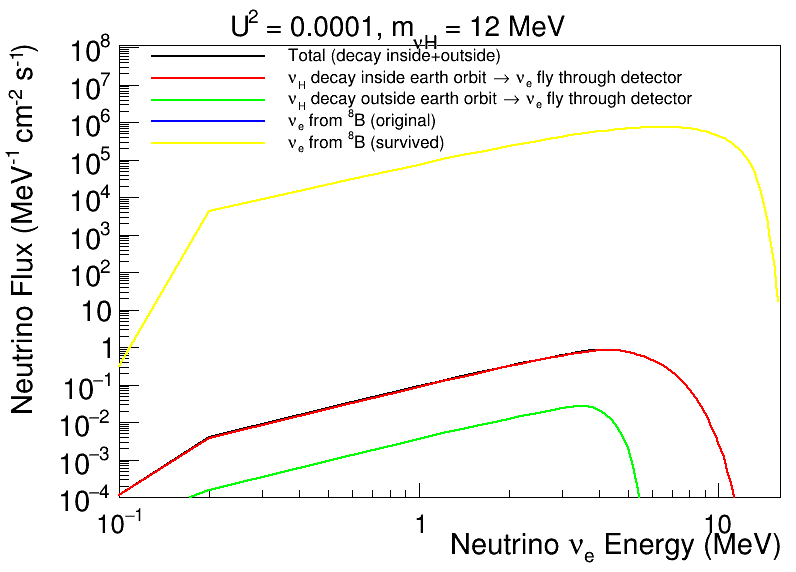 U² = 0.0001, m_νH = 12 MeV
Total (decay inside+outside)
ν_H decay inside earth orbit → ν_e fly through detector
ν_H decay outside earth orbit → ν_e fly through detector
ν_e from ⁸B (original)
ν_e from ⁸B (survived)
Neutrino Flux (MeV⁻¹ cm⁻² s⁻¹)
10⁸
10⁷
10⁶
10⁵
10⁴
10³
10²
10
1
10⁻¹
10⁻²
10⁻³
10⁻⁴
10⁻¹ 1 10
Neutrino ν_e Energy (MeV)